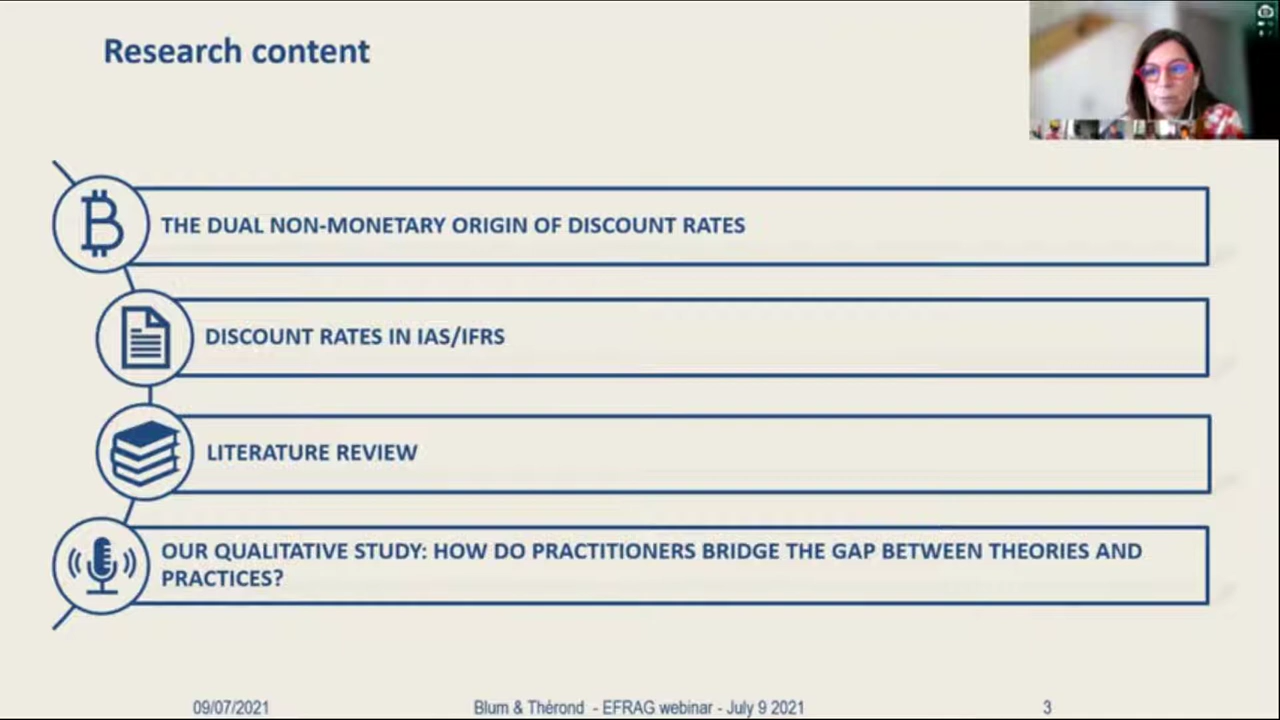 Research content
THE DUAL NON-MONETARY ORIGIN OF DISCOUNT RATES
DISCOUNT RATES IN IAS/IFRS
LITERATURE REVIEW
OUR QUALITATIVE STUDY: HOW DO PRACTITIONERS BRIDGE THE GAP BETWEEN THEORIES AND
PRACTICES?
09/07/2021
Blum & Thérond - EFRAG webinar - July 9 2021
3